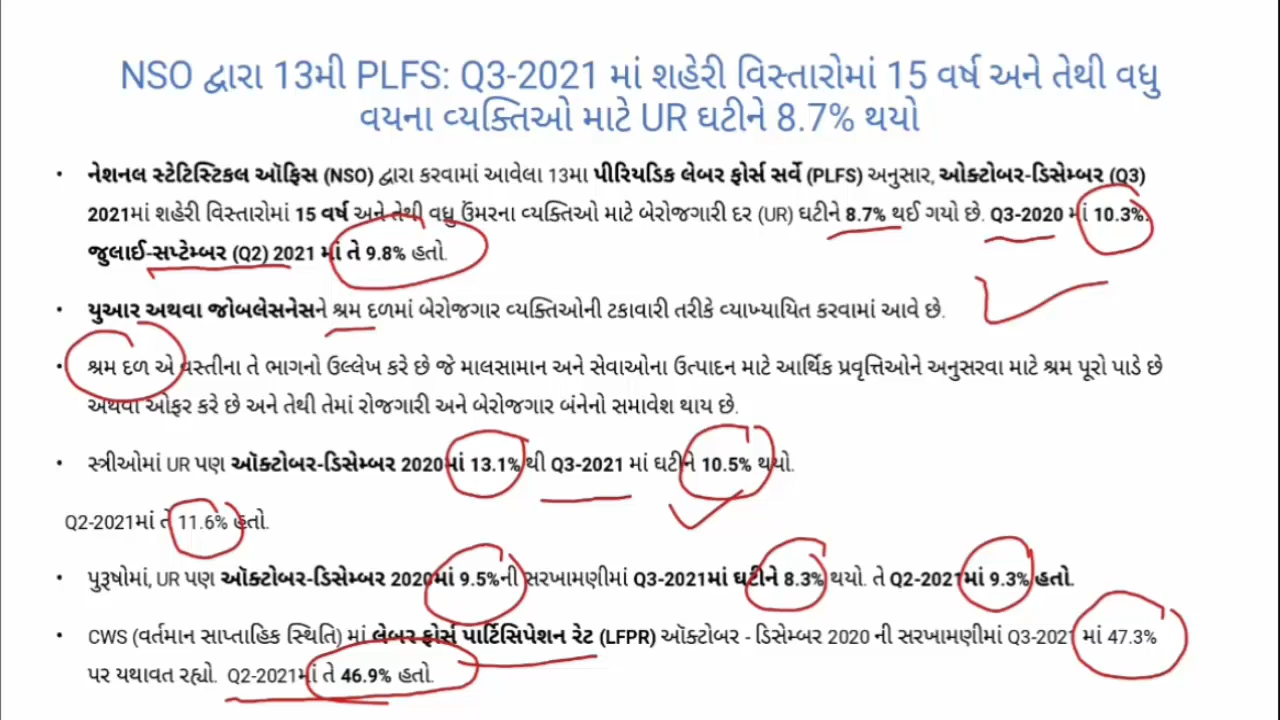 NSO દ્વારા 13મી PLFS: Q3-2021 માં શહેરી વિસ્તારોમાં 15 વર્ષ અને તેથી વધુ
વયના વ્યક્તિઓ માટે UR ઘટીને 8.7% થયો
• નેશનલ સ્ટેટિસ્ટિકલ ઑફિસ (NSO) દ્વારા કરવામાં આવેલા 13મા પીરિયડિક લેબર ફોર્સ સર્વે (PLFS) અનુસાર, ઓક્ટોબર-ડિસેમ્બર (Q3)
2021માં શહેરી વિસ્તારોમાં 15 વર્ષ અને તેથી વધુ ઉંમરના વ્યક્તિઓ માટે બેરોજગારી દર (UR) ઘટીને 8.7% થઈ ગયો છે. Q3-2020 માં 10.3%.
જુલાઈ-સપ્ટેમ્બર (Q2) 2021 માં તે 9.8% હતો.
• યુઆર અથવા જોબલેસનેસને શ્રમ દળમાં બેરોજગાર વ્યક્તિઓની ટકાવારી તરીકે વ્યાખ્યાયિત કરવામાં આવે છે.
• શ્રમ દળ એ વસ્તીના તે ભાગનો ઉલ્લેખ કરે છે જે માલસામાન અને સેવાઓના ઉત્પાદન માટે આર્થિક પ્રવૃત્તિઓને અનુસરવા માટે શ્રમ પૂરો પાડે છે
અથવા ઓફર કરે છે અને તેથી તેમાં રોજગારી અને બેરોજગાર બંનેનો સમાવેશ થાય છે.
• સ્ત્રીઓમાં UR પણ ઑક્ટોબર-ડિસેમ્બર 2020માં 13.1% થી Q3-2021 માં ઘટીને 10.5% થયો.
Q2-2021માં તે 11.6% હતો.
• પુરૂષોમાં, UR પણ ઑક્ટોબર-ડિસેમ્બર 2020માં 9.5%ની સરખામણીમાં Q3-2021માં ઘટીને 8.3% થયો. તે Q2-2021માં 9.3% હતો.
• CWS (વર્તમાન સાપ્તાહિક સ્થિતિ) માં લેબર ફોર્સ પાર્ટિસિપેશન રેટ (LFPR) ઑક્ટોબર - ડિસેમ્બર 2020 ની સરખામણીમાં Q3-2021 માં 47.3%
પર યથાવત રહ્યો. Q2-2021માં તે 46.9% હતો.